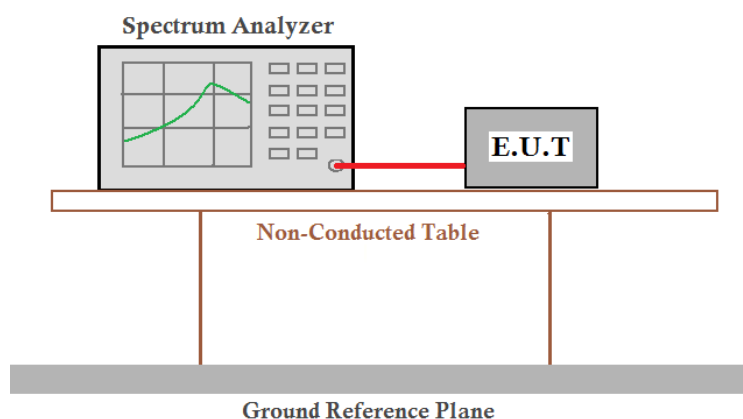 Spectrum Analyzer
E.U.T
Non-Conducted Table
Ground Reference Plane